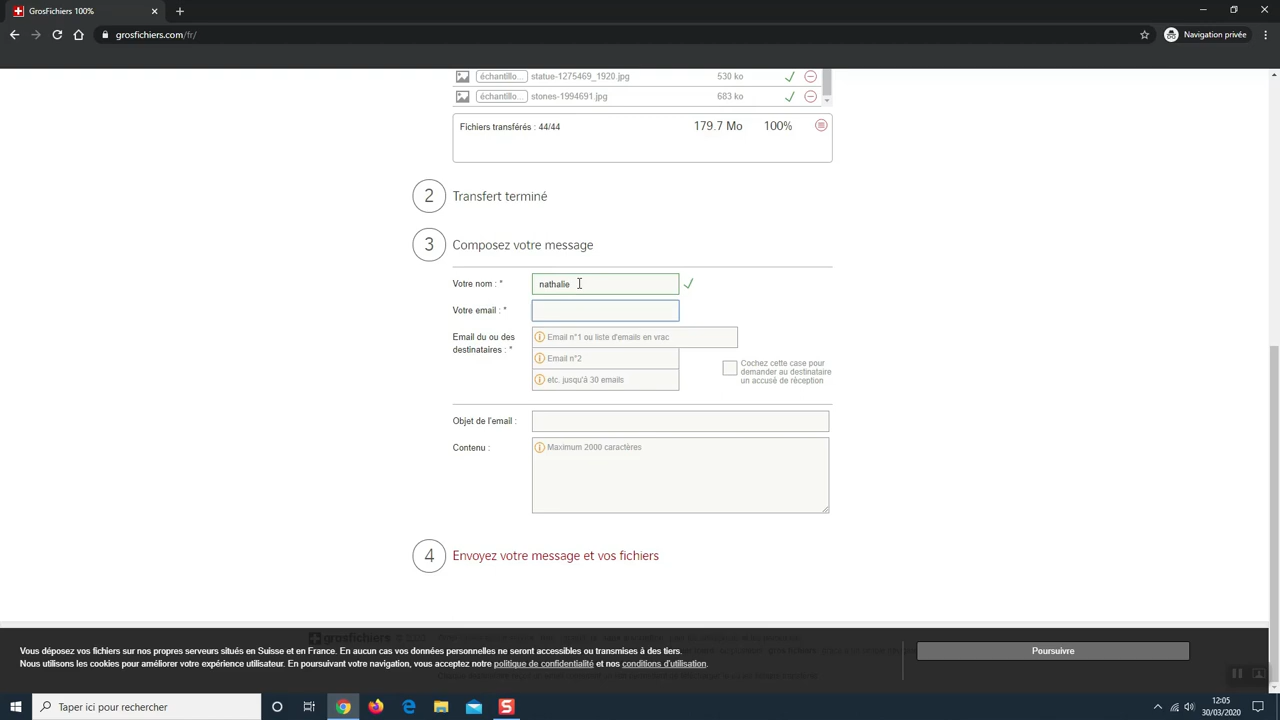 GrosFichiers 100%
grosfichiers.com/fr/
Navigation privée
échantillo... statue-1275469_1920.jpg 530 ko
échantillo... stones-1994691.jpg 683 ko
Fichiers transférés : 44/44 179.7 Mo 100%
2 Transfert terminé
3 Composez votre message
Votre nom : * nathalie
Votre email : *
Email du ou des
destinataires : *
Email n°1 ou liste d'emails en vrac
Email n°2
etc. jusqu'à 30 emails
Cochez cette case pour
demander au destinataire
un accusé de réception
Objet de l'email :
Contenu : Maximum 2000 caractères
4 Envoyez votre message et vos fichiers
grosfichiers
Vous déposez vos fichiers sur nos propres serveurs situés en Suisse et en France. En aucun cas vos données personnelles ne seront accessibles ou transmises à des tiers.
Nous utilisons les cookies pour améliorer votre expérience utilisateur. En poursuivant votre navigation, vous acceptez notre politique de confidentialité et nos conditions d'utilisation.
Poursuivre
Taper ici pour rechercher
12:05
30/03/2020